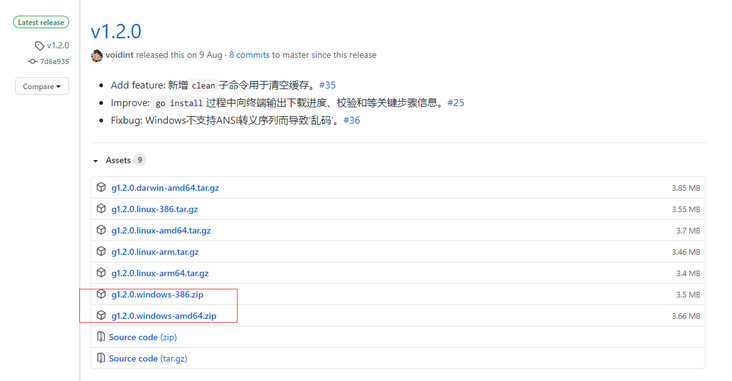 Latest release
v1.2.0
7d6a935
Compare
v1.2.0
voidint released this on 9 Aug · 8 commits to master since this release
Add feature: 新增 clean 子命令用于清空缓存。#35
Improve: go install 过程中向终端输出下载进度、校验和等关键步骤信息。#25
Fixbug: Windows不支持ANSI转义序列而导致'乱码'。#36
Assets 9
g1.2.0.darwin-amd64.tar.gz 3.85 MB
g1.2.0.linux-386.tar.gz 3.55 MB
g1.2.0.linux-amd64.tar.gz 3.7 MB
g1.2.0.linux-arm.tar.gz 3.46 MB
g1.2.0.linux-arm64.tar.gz 3.4 MB
g1.2.0.windows-386.zip 3.5 MB
g1.2.0.windows-amd64.zip 3.66 MB
Source code (zip)
Source code (tar.gz)